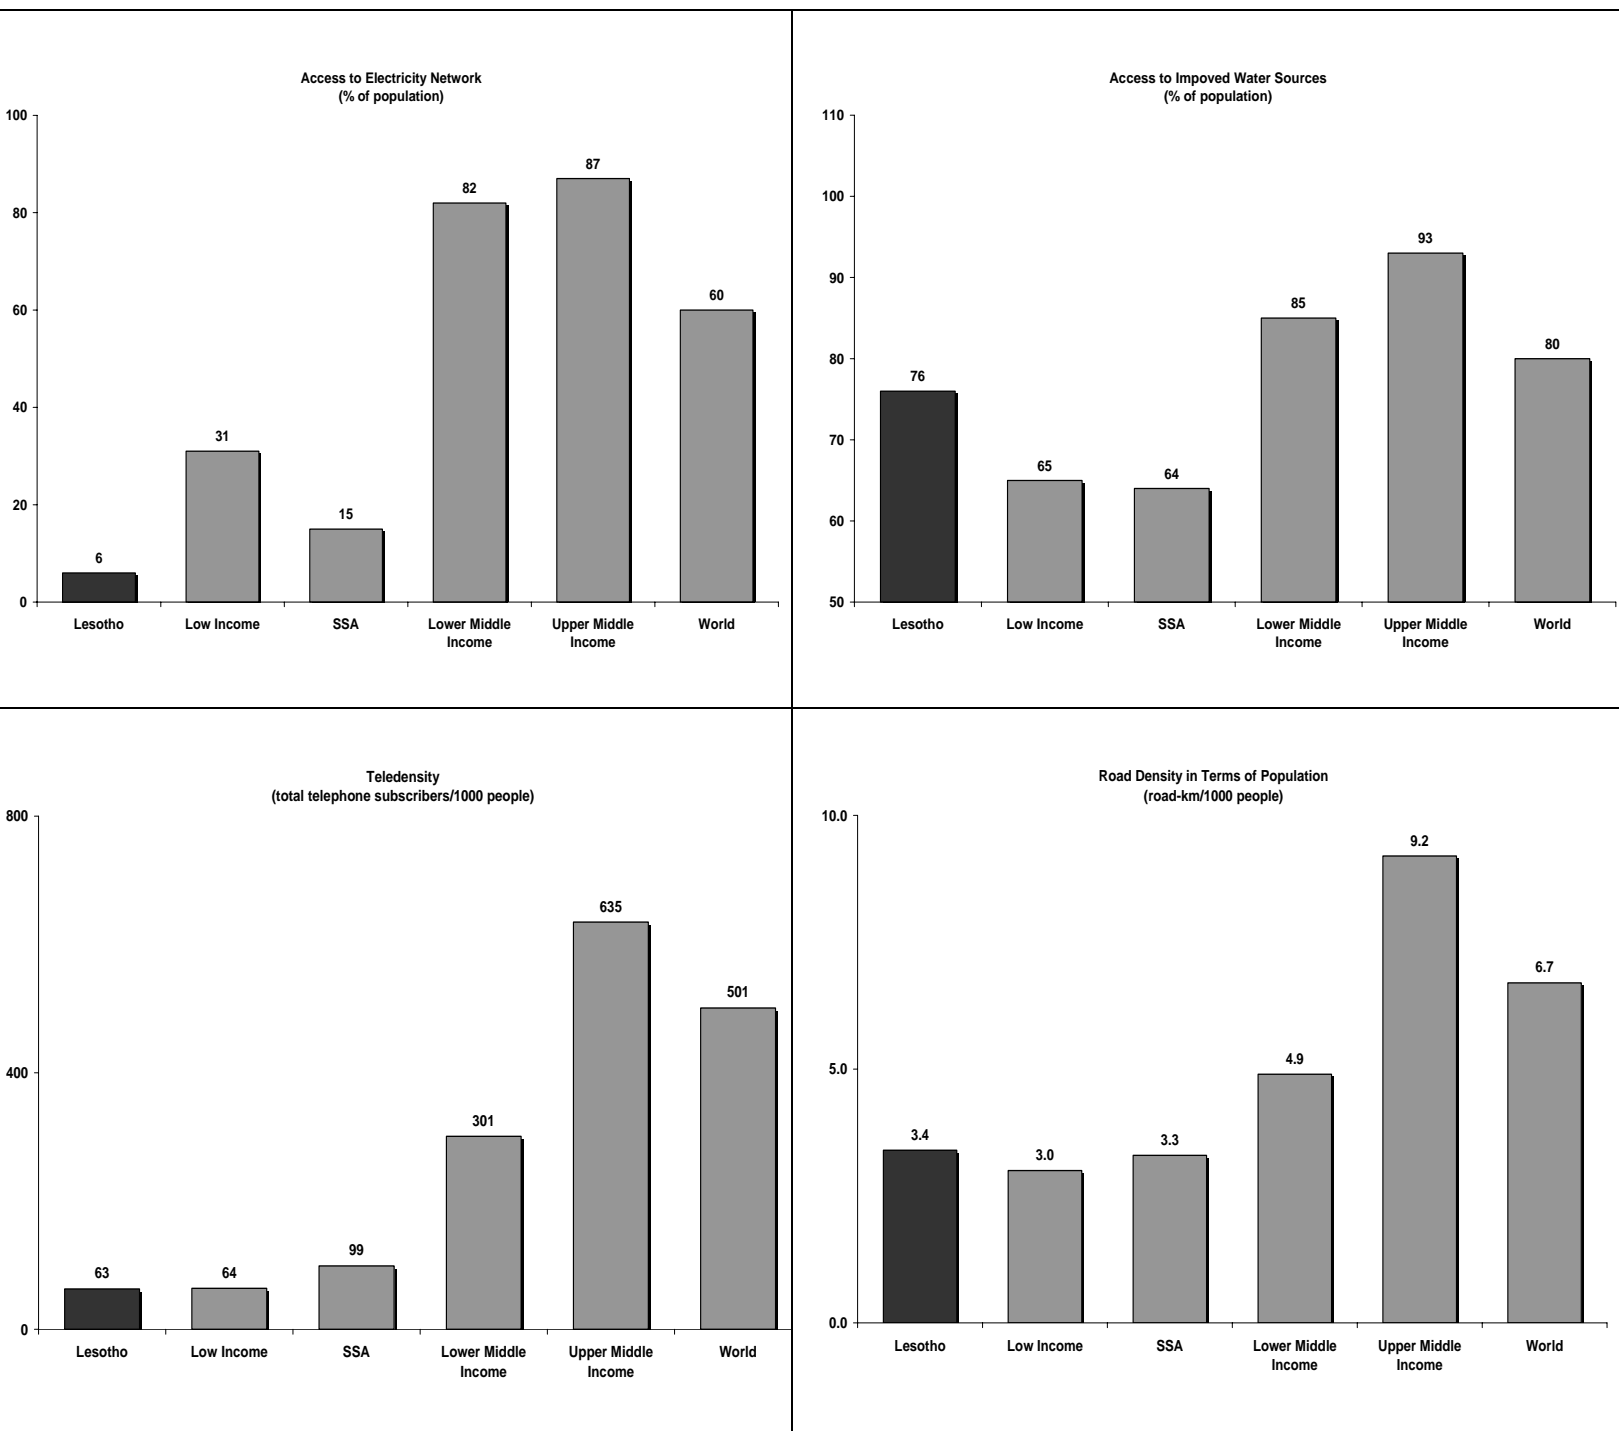 Access to Electricity Network
(% of population)
100
80
60
40
20
0
6
31
15
82
87
60
Lesotho
Low Income
SSA
Lower Middle
Income
Upper Middle
Income
World
Access to Impoved Water Sources
(% of population)
110
100
90
80
70
60
50
76
65
64
85
93
80
Lesotho
Low Income
SSA
Lower Middle
Income
Upper Middle
Income
World
Teledensity
(total telephone subscribers/1000 people)
800
400
0
63
64
99
301
635
501
Lesotho
Low Income
SSA
Lower Middle
Income
Upper Middle
Income
World
Road Density in Terms of Population
(road-km/1000 people)
10.0
5.0
0.0
3.4
3.0
3.3
4.9
9.2
6.7
Lesotho
Low Income
SSA
Lower Middle
Income
Upper Middle
Income
World